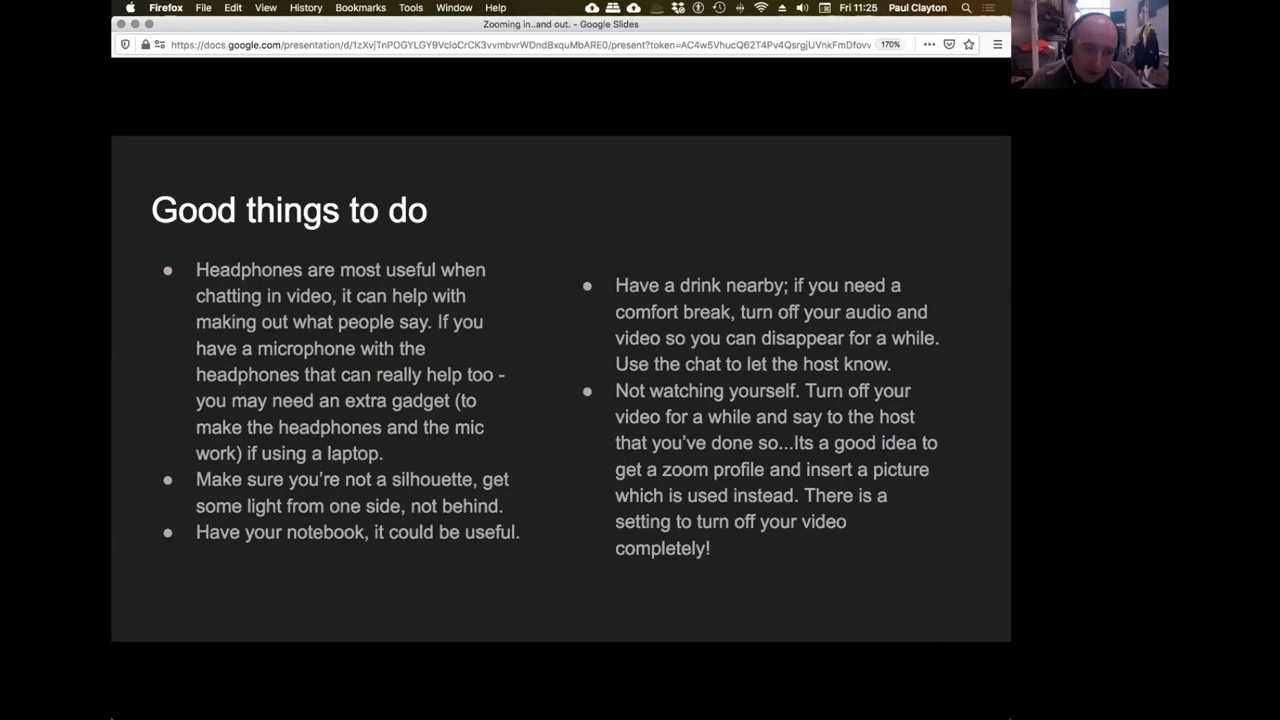 Firefox File Edit View History Bookmarks Tools Window Help Fri 11:25 Paul Clayton
Zooming in..and out. - Google Slides
170%
Good things to do
● Headphones are most useful when
chatting in video, it can help with
making out what people say. If you
have a microphone with the
headphones that can really help too -
you may need an extra gadget (to
make the headphones and the mic
work) if using a laptop.
● Make sure you're not a silhouette, get
some light from one side, not behind.
● Have your notebook, it could be useful.
● Have a drink nearby; if you need a
comfort break, turn off your audio and
video so you can disappear for a while.
Use the chat to let the host know.
● Not watching yourself. Turn off your
video for a while and say to the host
that you've done so...Its a good idea to
get a zoom profile and insert a picture
which is used instead. There is a
setting to turn off your video
completely!